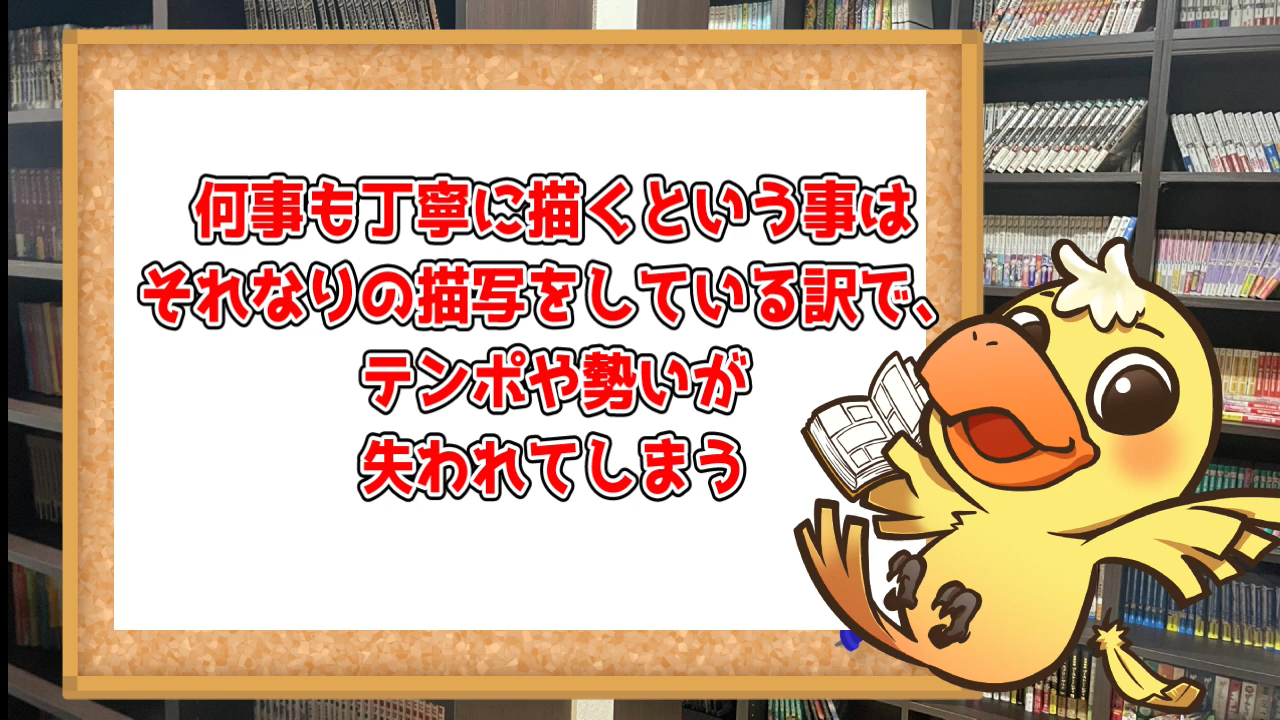 何事も丁寧に描くという事は
それなりの描写をしている訳で、
テンポや勢いが
失われてしまう